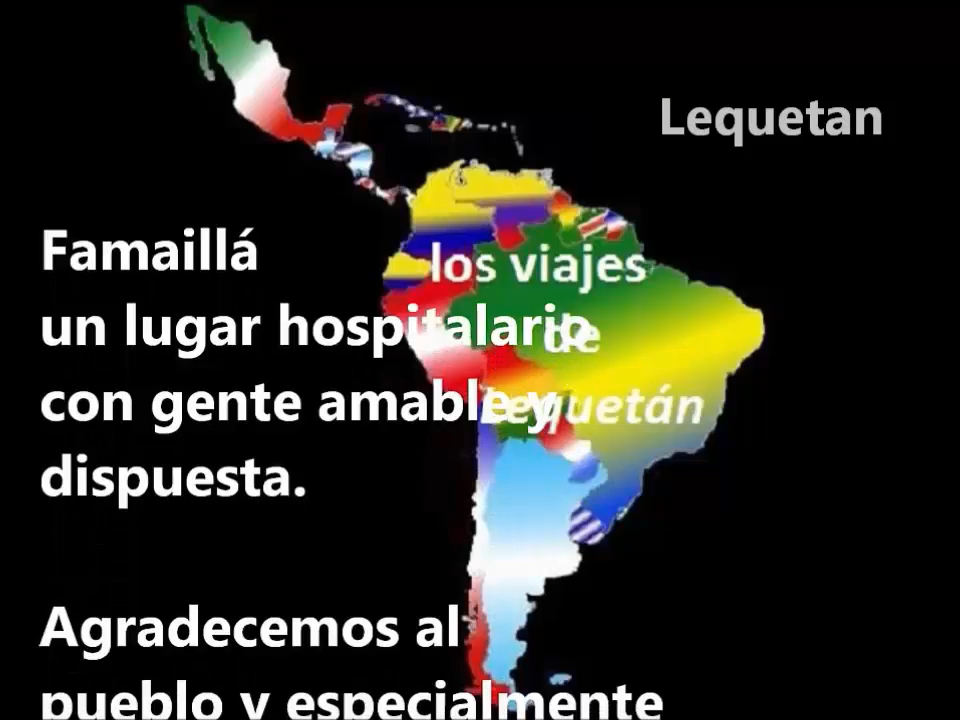 Lequetan
Famaillá
un lugar hospitalario
con gente amable y
dispuesta.
Agradecemos al
pueblo y especialmente
los viajes
de
Lequetán